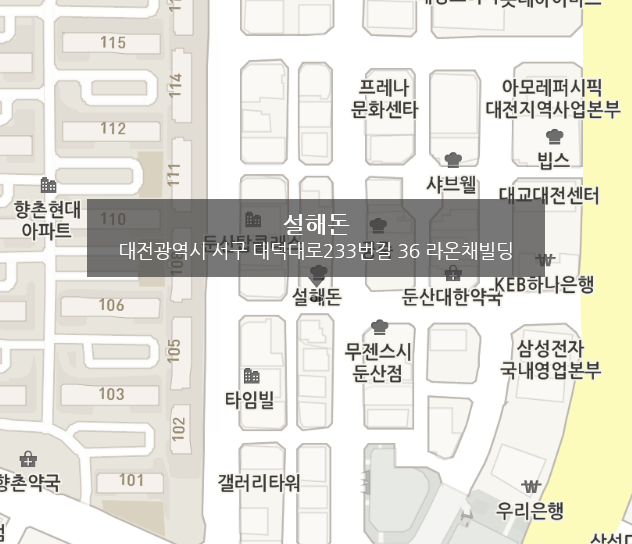 115
114
프레나
문화센타
아모레퍼시픽
대전지역사업본부
112
빕스
111
샤브웰
대교대전센터
향촌현대
아파트
110
설해돈
대전광역시 서구 대덕대로233번길 36 라온채빌딩
106
설해돈
둔산대한약국
KEB하나은행
105
무젠스시
둔산점
삼성전자
국내영업본부
103
타임빌
102
101
향촌약국
갤러리타워
우리은행